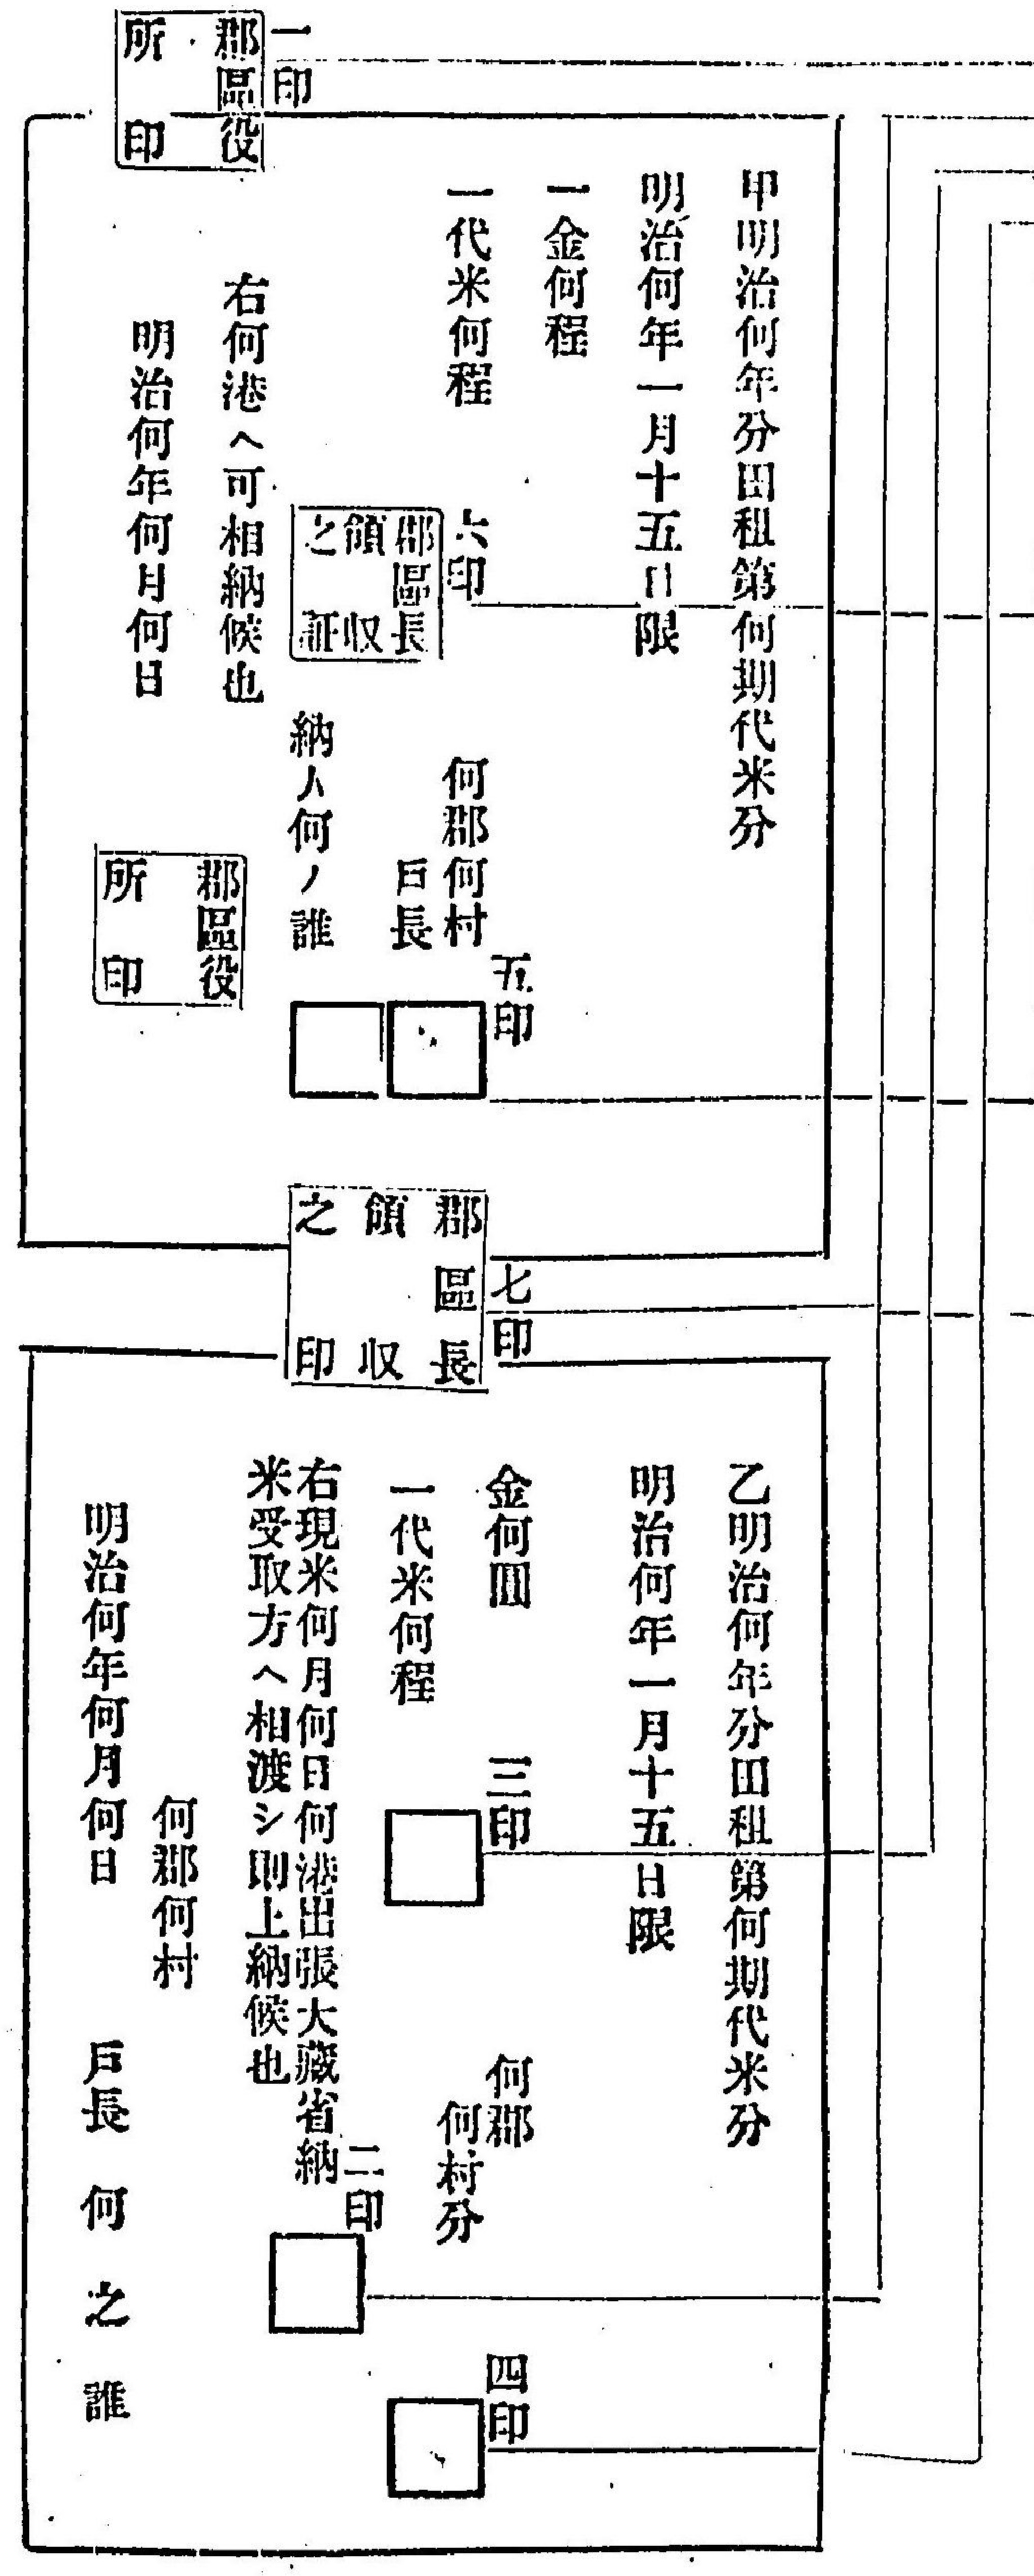 一印
郡區役
所印
甲明治何年分田租第何期代米分
明治何年一月十五日限
一金何程
一代米何程
六印
郡區長
領収
之証
何郡何村
戸長
五印
納人何ノ誰
右何港ヘ可相納候也
明治何年何月何日
郡區役
所印
七印
郡區長
領収
之印
乙明治何年分田租第何期代米分
明治何年一月十五日限
金何圓
三印
何郡
何村分
四印
一代米何程
右現米何月何日何港出張大藏省納
米受取方ヘ相渡シ則上納候也
二印
何郡何村
明治何年何月何日
戸長 何之誰